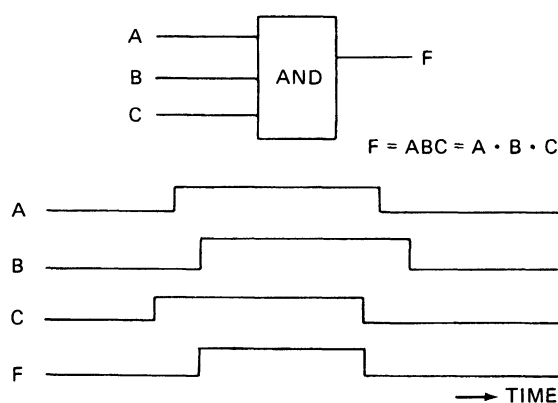 A
B
C
AND
F
F = ABC = A · B · C
A
B
C
F
→ TIME